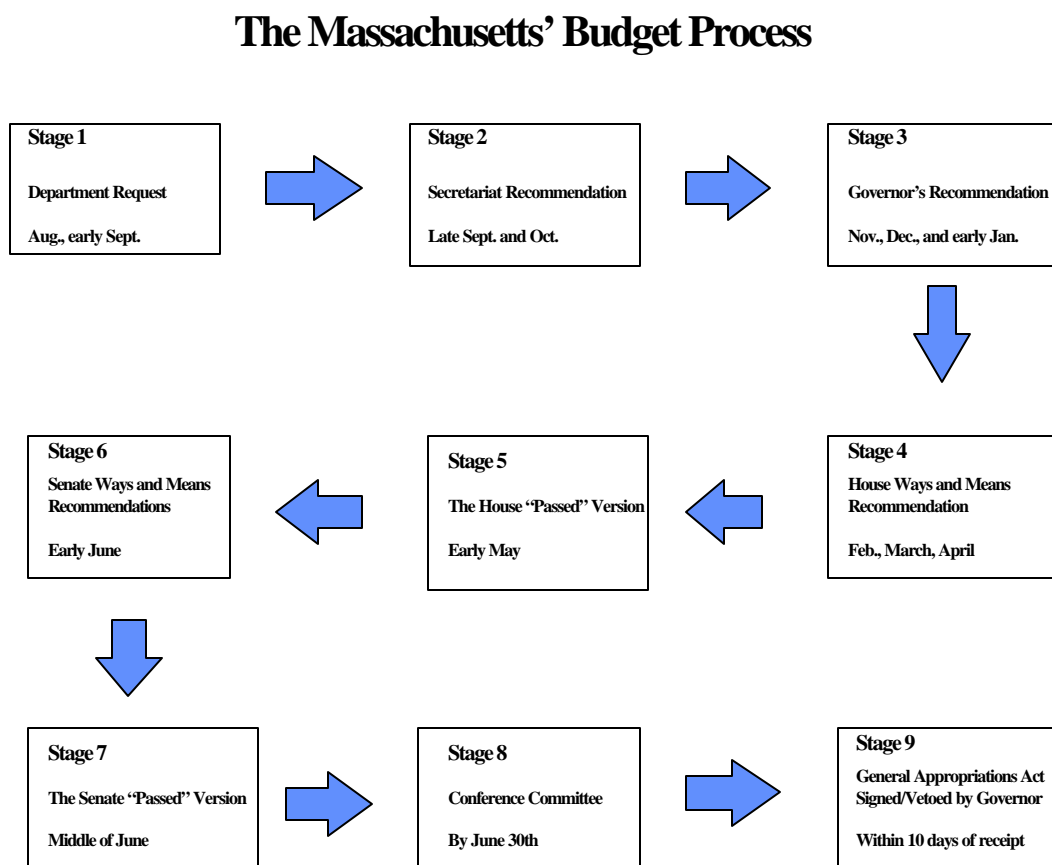 The Massachusetts’ Budget Process
Stage 1
Department Request
Aug., early Sept.
Stage 2
Secretariat Recommendation
Late Sept. and Oct.
Stage 3
Governor’s Recommendation
Nov., Dec., and early Jan.
Stage 4
House Ways and Means
Recommendation
Feb., March, April
Stage 5
The House “Passed” Version
Early May
Stage 6
Senate Ways and Means
Recommendations
Early June
Stage 7
The Senate “Passed” Version
Middle of June
Stage 8
Conference Committee
By June 30th
Stage 9
General Appropriations Act
Signed/Vetoed by Governor
Within 10 days of receipt